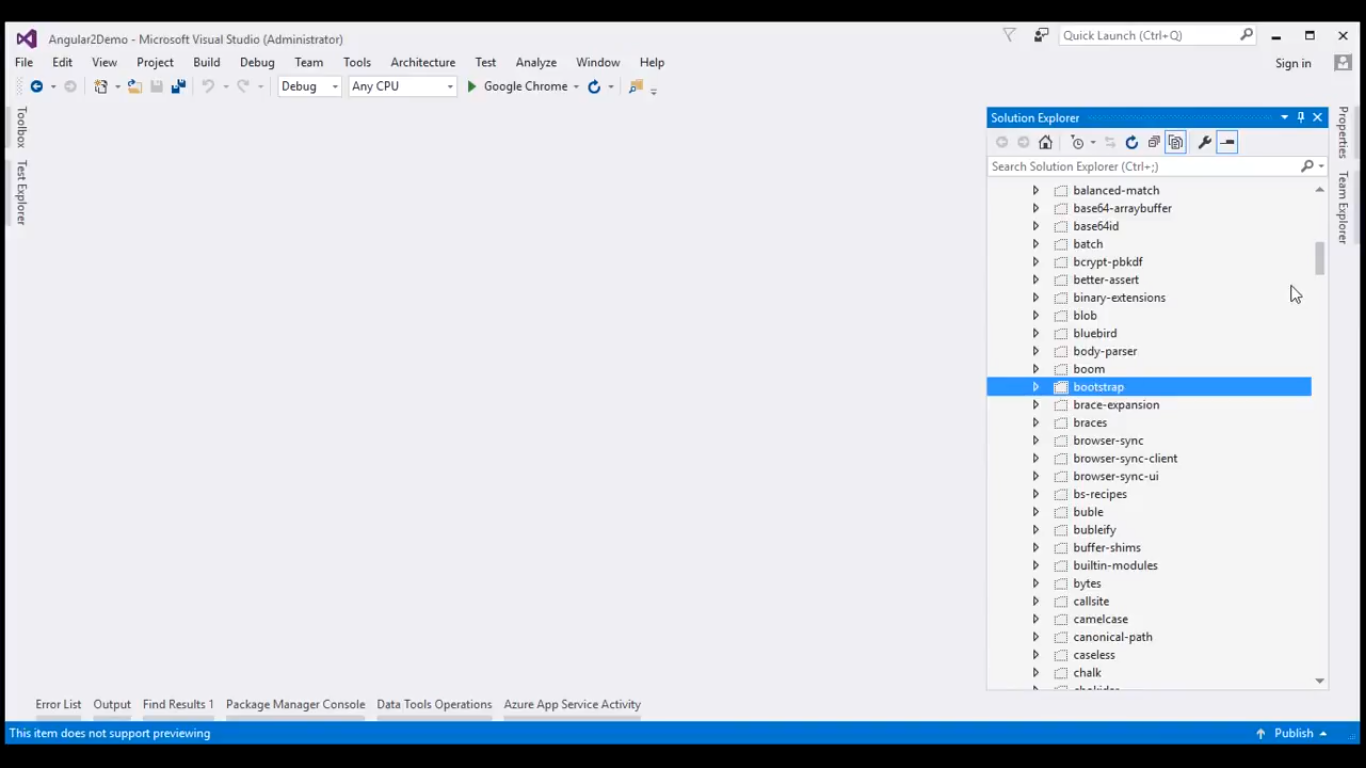 Angular2Demo - Microsoft Visual Studio (Administrator)
Quick Launch (Ctrl+Q)
File Edit View Project Build Debug Team Tools Architecture Test Analyze Window Help
Sign in
Debug Any CPU Google Chrome
Toolbox
Test Explorer
Solution Explorer
Search Solution Explorer (Ctrl+;)
balanced-match
base64-arraybuffer
base64id
batch
bcrypt-pbkdf
better-assert
binary-extensions
blob
bluebird
body-parser
boom
bootstrap
brace-expansion
braces
browser-sync
browser-sync-client
browser-sync-ui
bs-recipes
buble
bubleify
buffer-shims
builtin-modules
bytes
callsite
camelcase
canonical-path
caseless
chalk
Properties
Team Explorer
Error List Output Find Results 1 Package Manager Console Data Tools Operations Azure App Service Activity
This item does not support previewing
Publish